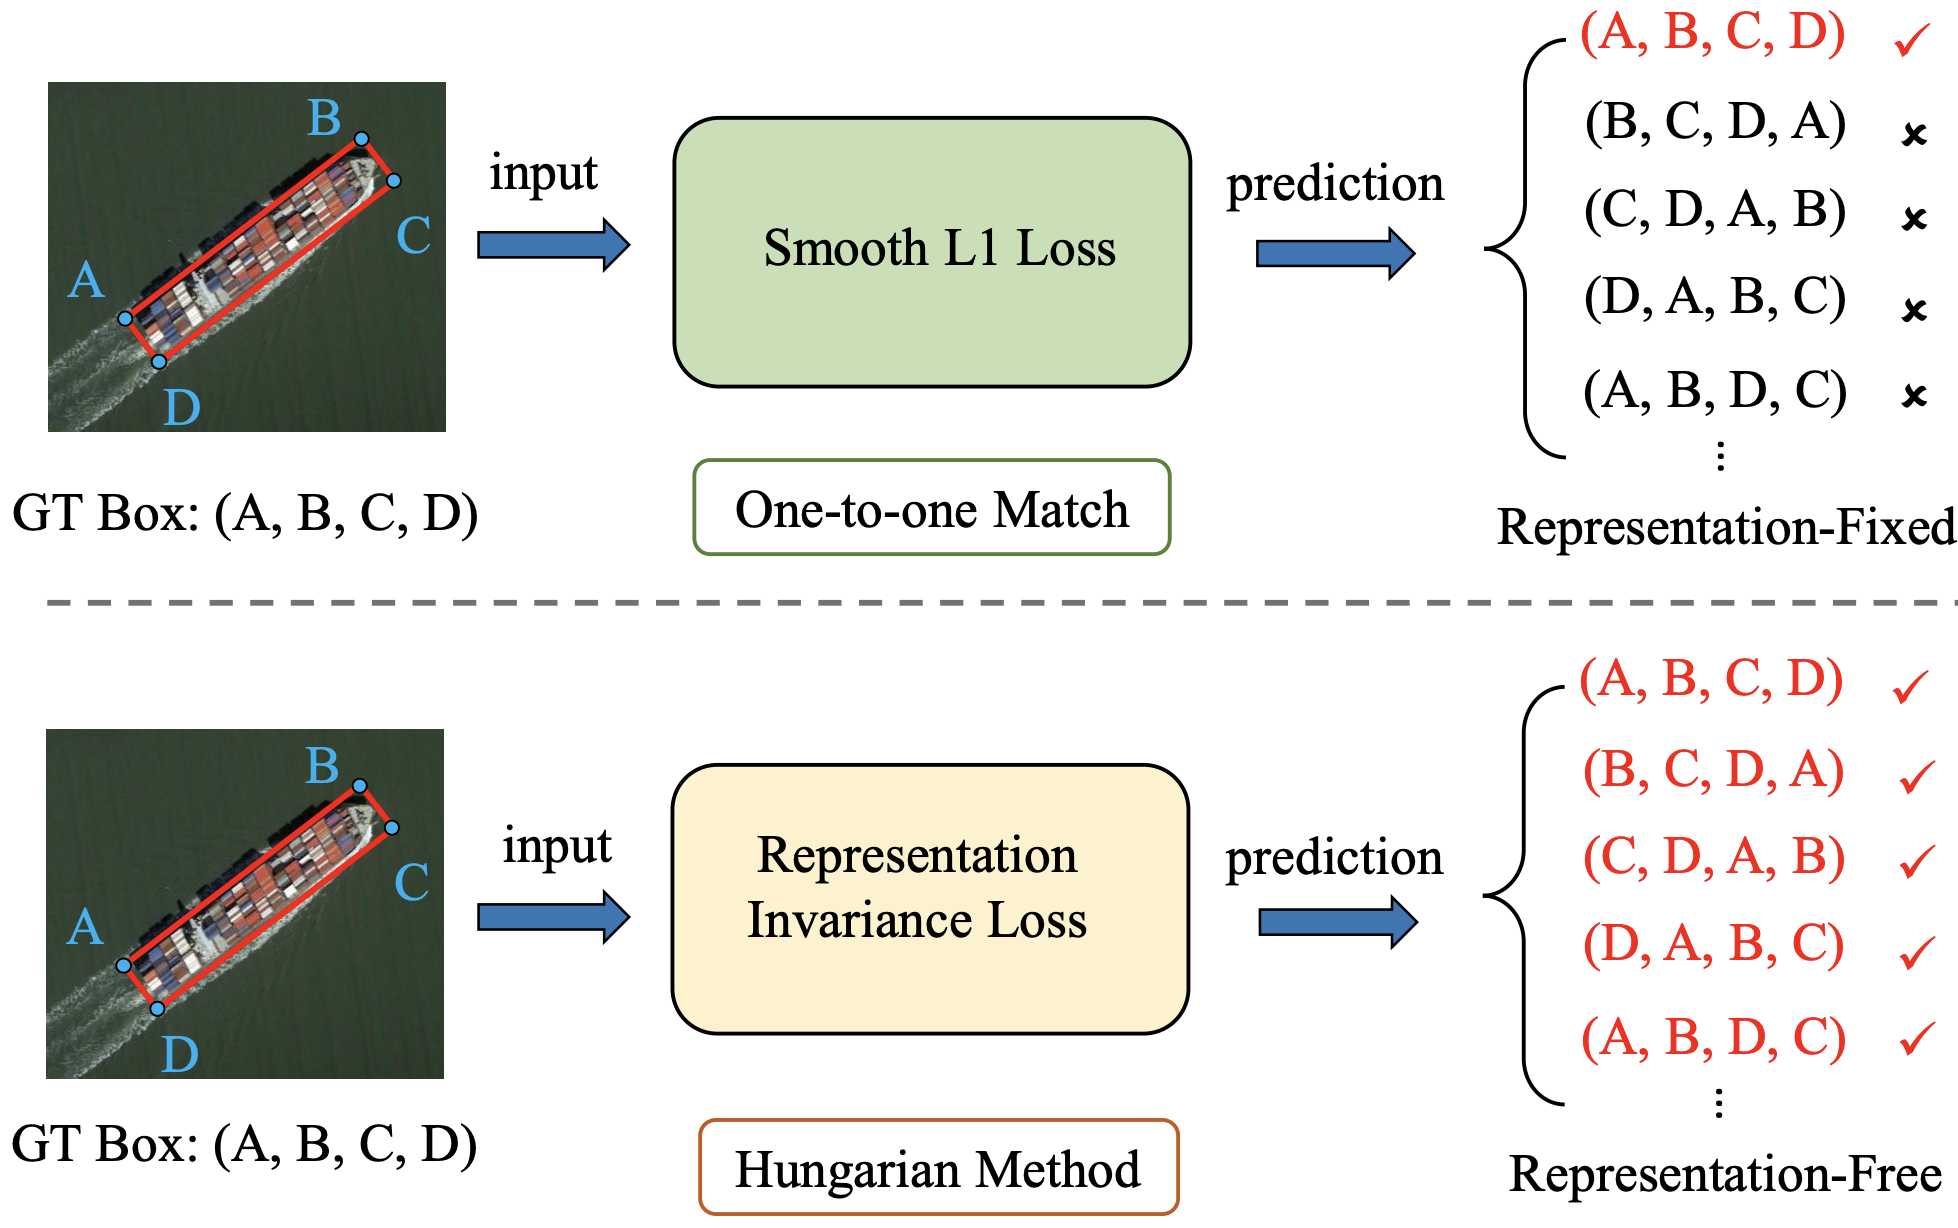 B
C
A
D
GT Box: (A, B, C, D)
input
Smooth L1 Loss
One-to-one Match
prediction
(A, B, C, D) ✓
(B, C, D, A) ✘
(C, D, A, B) ✘
(D, A, B, C) ✘
(A, B, D, C) ✘
⋮
Representation-Fixed
B
C
A
D
GT Box: (A, B, C, D)
input
Representation
Invariance Loss
Hungarian Method
prediction
(A, B, C, D) ✓
(B, C, D, A) ✓
(C, D, A, B) ✓
(D, A, B, C) ✓
(A, B, D, C) ✓
⋮
Representation-Free